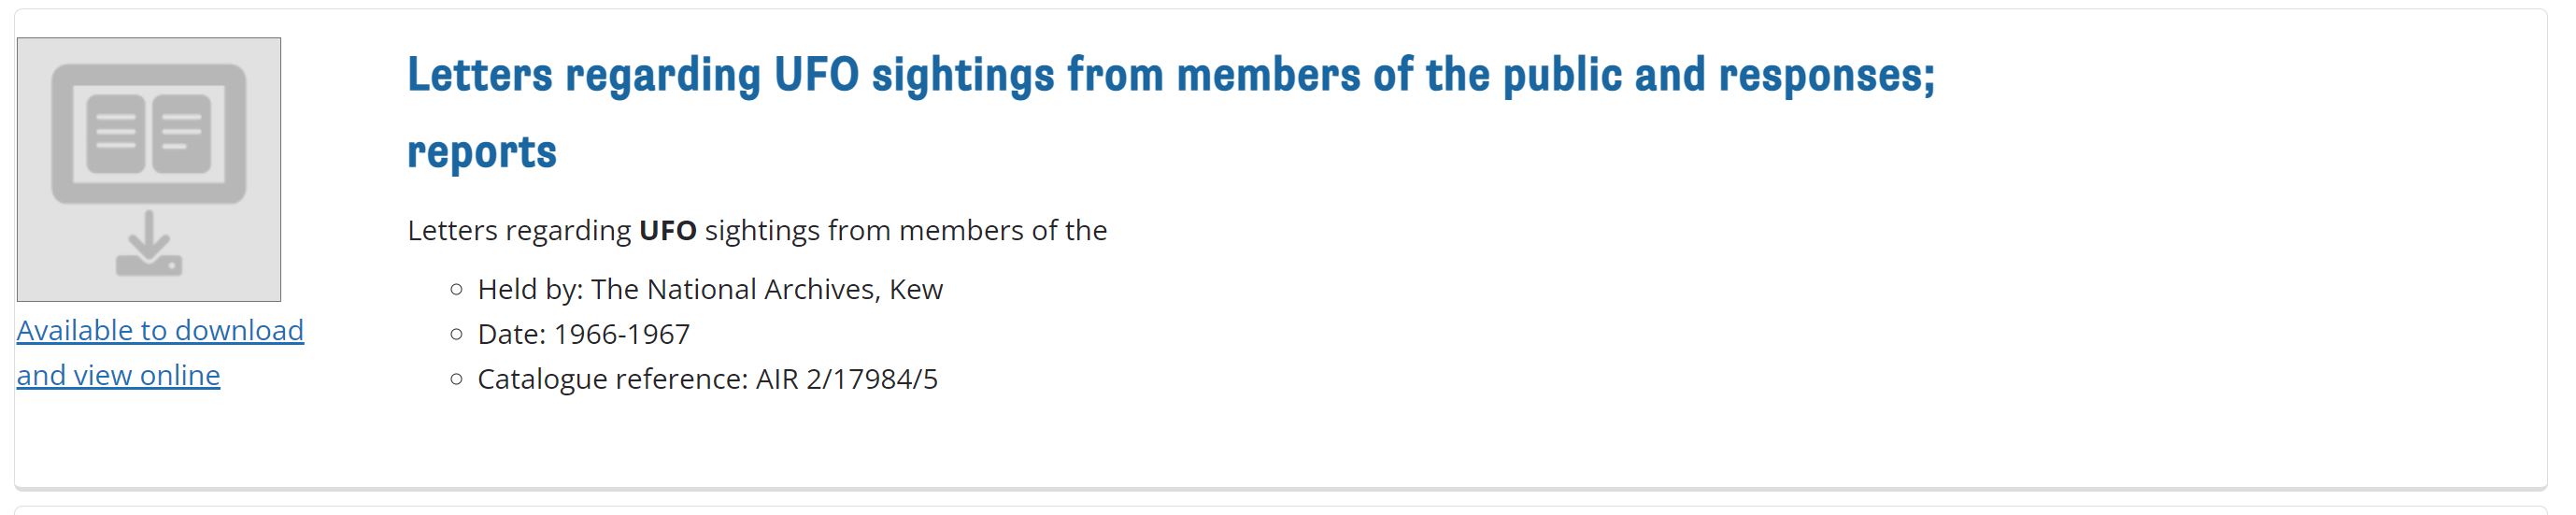 Letters regarding UFO sightings from members of the public and responses;
reports
Letters regarding UFO sightings from members of the
Held by: The National Archives, Kew
Date: 1966-1967
Catalogue reference: AIR 2/17984/5
Available to download
and view online